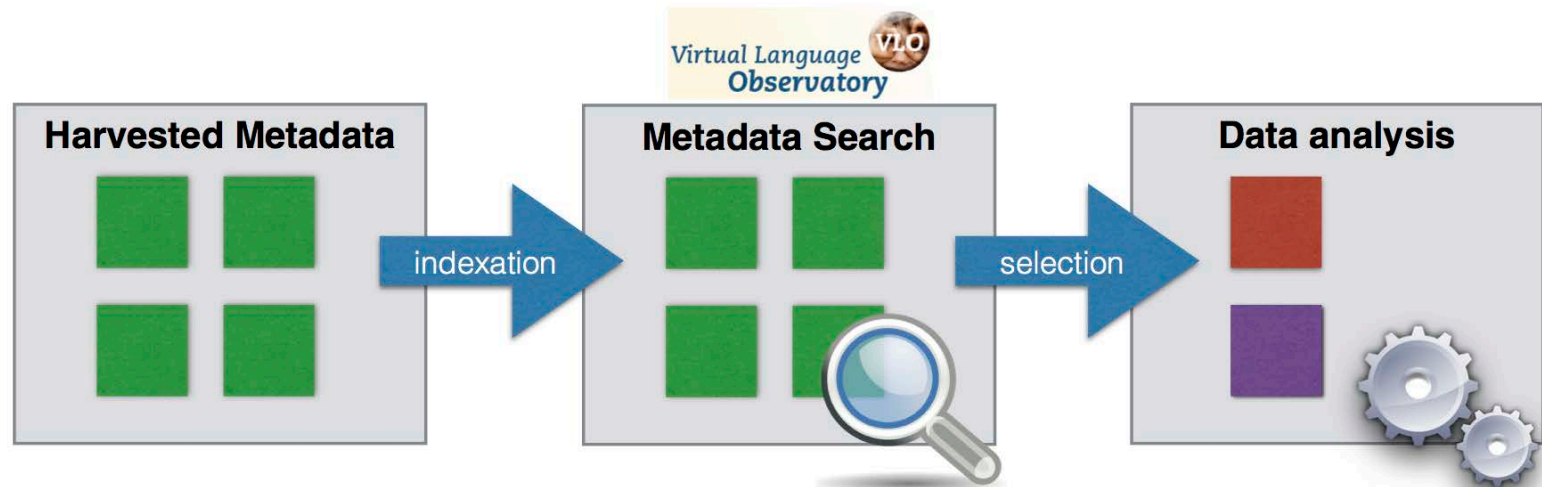 Virtual Language
VLO
Observatory
Harvested Metadata
Metadata Search
Data analysis
indexation
selection